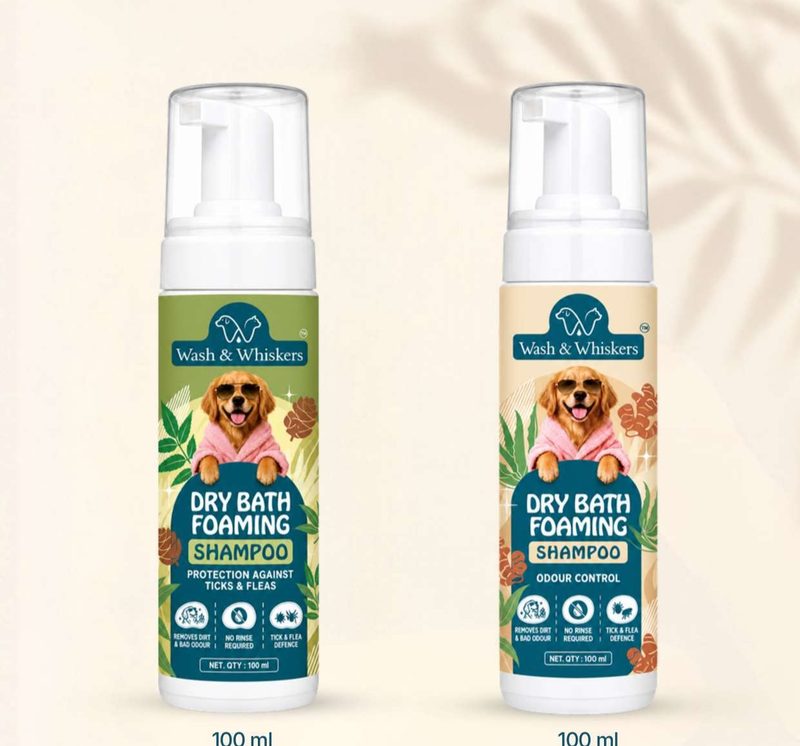 Wash & Whiskers
TM
DRY BATH
FOAMING
SHAMPOO
PROTECTION AGAINST
TICKS & FLEAS
REMOVES DIRT
& BAD ODOUR
NO RINSE
REQUIRED
TICK & FLEA
DEFENCE
NET. QTY : 100 ml
100 ml
Wash & Whiskers
TM
DRY BATH
FOAMING
SHAMPOO
ODOUR CONTROL
REMOVES DIRT
& BAD ODOUR
NO RINSE
REQUIRED
TICK & FLEA
DEFENCE
NET. QTY : 100 ml
100 ml